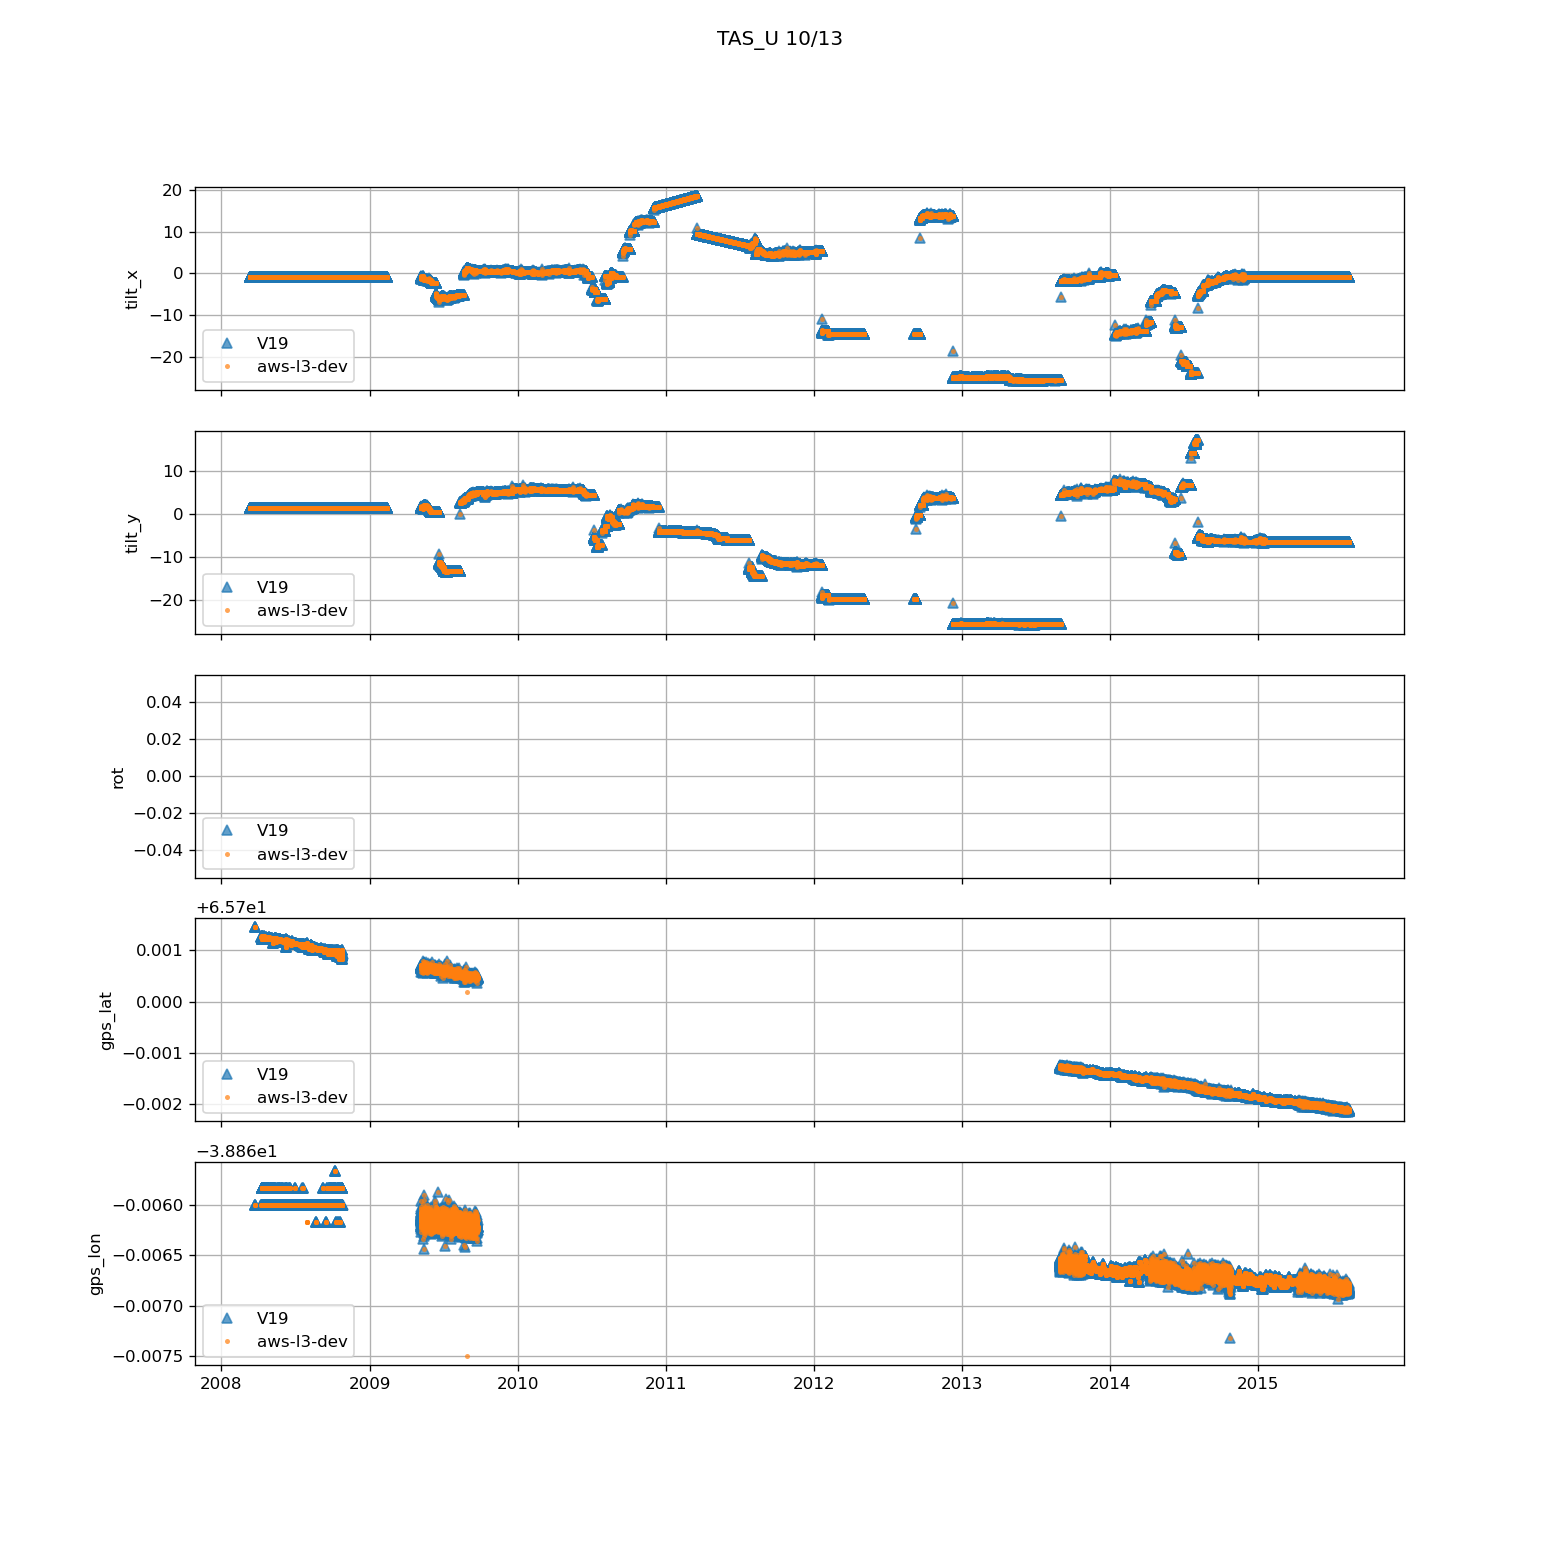 TAS_U 10/13
20
10
0
−10
−20
tilt_x
V19
aws-l3-dev
10
0
−10
−20
tilt_y
V19
aws-l3-dev
0.04
0.02
0.00
−0.02
−0.04
rot
V19
aws-l3-dev
+6.57e1
0.001
0.000
−0.001
−0.002
gps_lat
V19
aws-l3-dev
−3.886e1
−0.0060
−0.0065
−0.0070
−0.0075
gps_lon
V19
aws-l3-dev
2008 2009 2010 2011 2012 2013 2014 2015